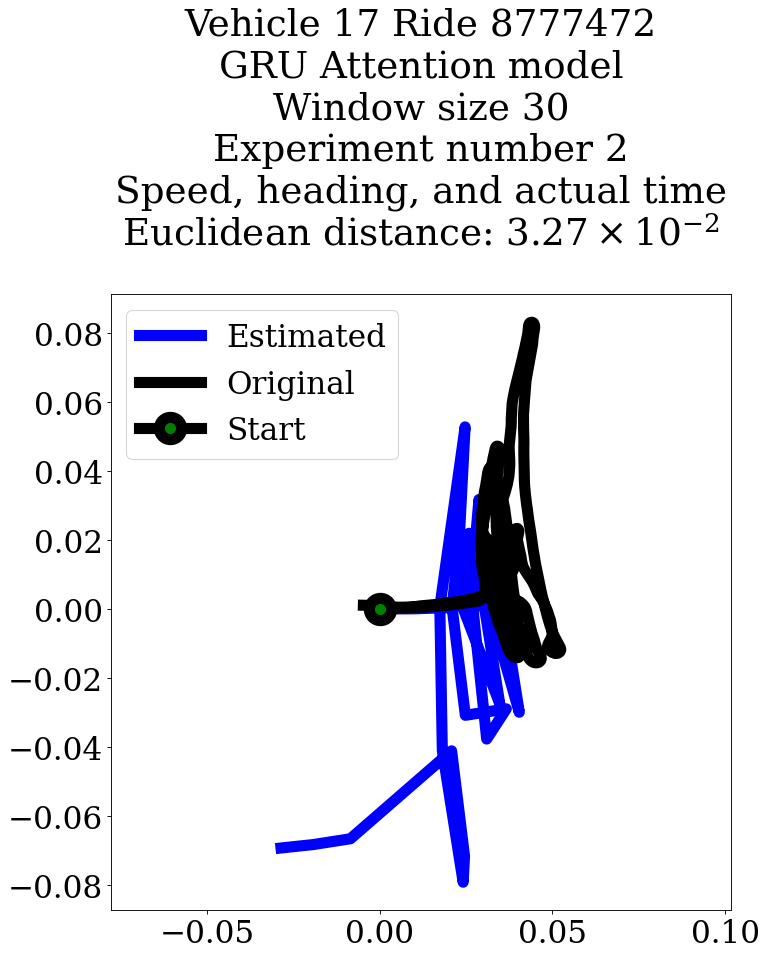 Vehicle 17 Ride 8777472
GRU Attention model
Window size 30
Experiment number 2
Speed, heading, and actual time
Euclidean distance: 3.27 × 10⁻²
Estimated
Original
Start
0.08
0.06
0.04
0.02
0.00
−0.02
−0.04
−0.06
−0.08
−0.05
0.00
0.05
0.10